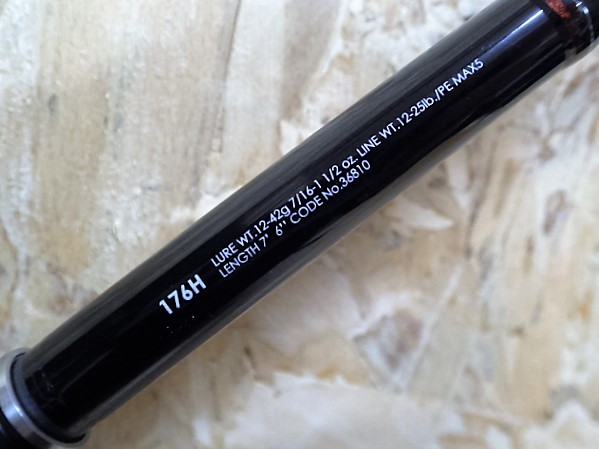 176H
LURE WT.12-42g 7/16-1 1/2 oz. LINE WT.12-25lb./PE MAX5
LENGTH 7' 6" CODE No.36810